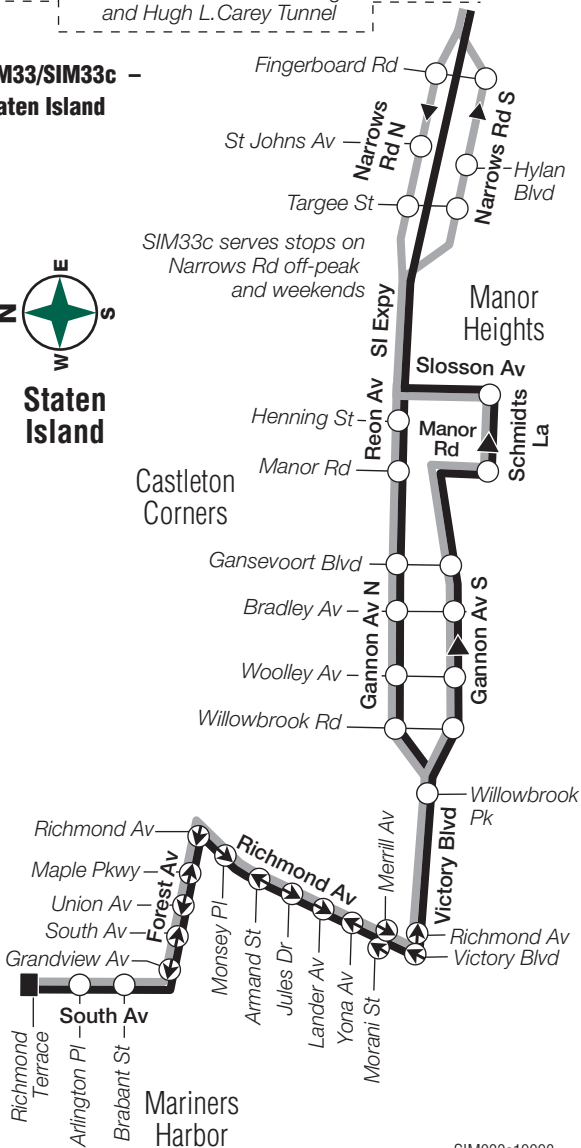 and Hugh L.Carey Tunnel
M33/SIM33c –
aten Island
Fingerboard Rd
St Johns Av
Narrows
Rd N
Narrows Rd S
Hylan
Blvd
Targee St
SIM33c serves stops on
Narrows Rd off-peak
and weekends
SI Expy
Manor
Heights
N
E
S
W
Staten
Island
Slosson Av
Henning St
Reon Av
Manor
Rd
Schmidts
La
Manor Rd
Castleton
Corners
Gansevoort Blvd
Bradley Av
Gannon Av N
Gannon Av S
Woolley Av
Willowbrook Rd
Willowbrook
Pk
Victory Blvd
Merrill Av
Richmond Av
Richmond Av
Maple Pkwy
Forest Av
Union Av
South Av
Grandview Av
Monsey Pl
Armand St
Jules Dr
Lander Av
Yona Av
Morani St
Richmond Av
Victory Blvd
South Av
Richmond
Terrace
Arlington Pl
Brabant St
Mariners
Harbor